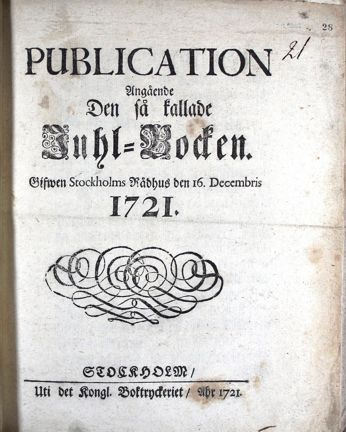 28
21
PUBLICATION
Angående
Den så kallade
Juhl-Bocken.
Gifwen Stockholms Rådhus den 16. Decembris
1721.
STOCKHOLM/
Uti det Kongl. Boktryckeriet/ Åhr 1721.